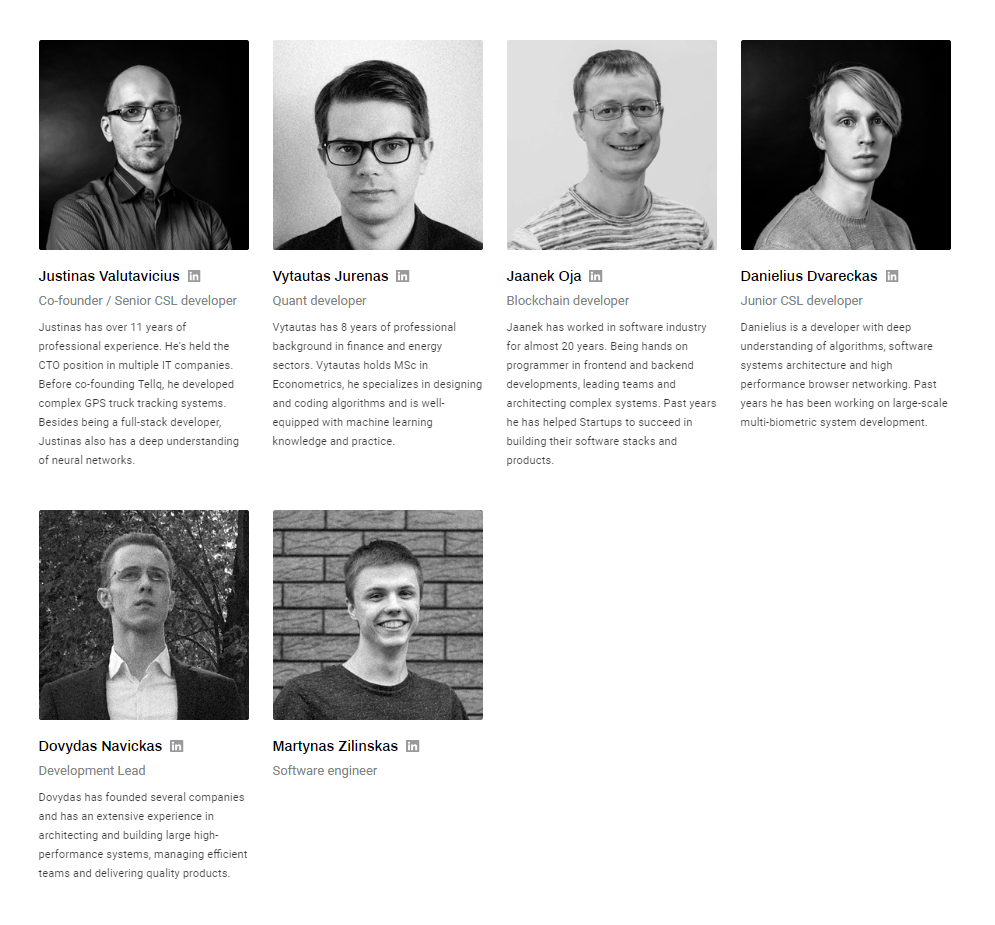 Justinas Valutavicius in
Co-founder / Senior CSL developer
Justinas has over 11 years of
professional experience. He's held the
CTO position in multiple IT companies.
Before co-founding Tellq, he developed
complex GPS truck tracking systems.
Besides being a full-stack developer,
Justinas also has a deep understanding
of neural networks.
Vytautas Jurenas in
Quant developer
Vytautas has 8 years of professional
background in finance and energy
sectors. Vytautas holds MSc in
Econometrics, he specializes in designing
and coding algorithms and is well-
equipped with machine learning
knowledge and practice.
Jaanek Oja in
Blockchain developer
Jaanek has worked in software industry
for almost 20 years. Being hands on
programmer in frontend and backend
developments, leading teams and
architecting complex systems. Past years
he has helped Startups to succeed in
building their software stacks and
products.
Danielius Dvareckas in
Junior CSL developer
Danielius is a developer with deep
understanding of algorithms, software
systems architecture and high
performance browser networking. Past
years he has been working on large-scale
multi-biometric system development.
Dovydas Navickas in
Development Lead
Dovydas has founded several companies
and has an extensive experience in
architecting and building large high-
performance systems, managing efficient
teams and delivering quality products.
Martynas Zilinskas in
Software engineer